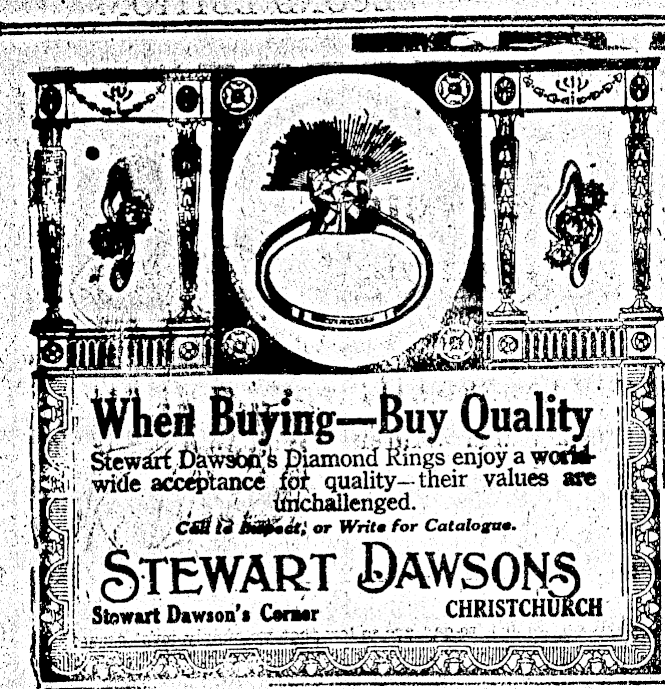 When Buying—Buy Quality
Stewart Dawson's Diamond Rings enjoy a world-
wide acceptance for quality—their values are
unchallenged.
Call to Inspect, or Write for Catalogue.
STEWART DAWSONS
Stewart Dawson's Corner
CHRISTCHURCH